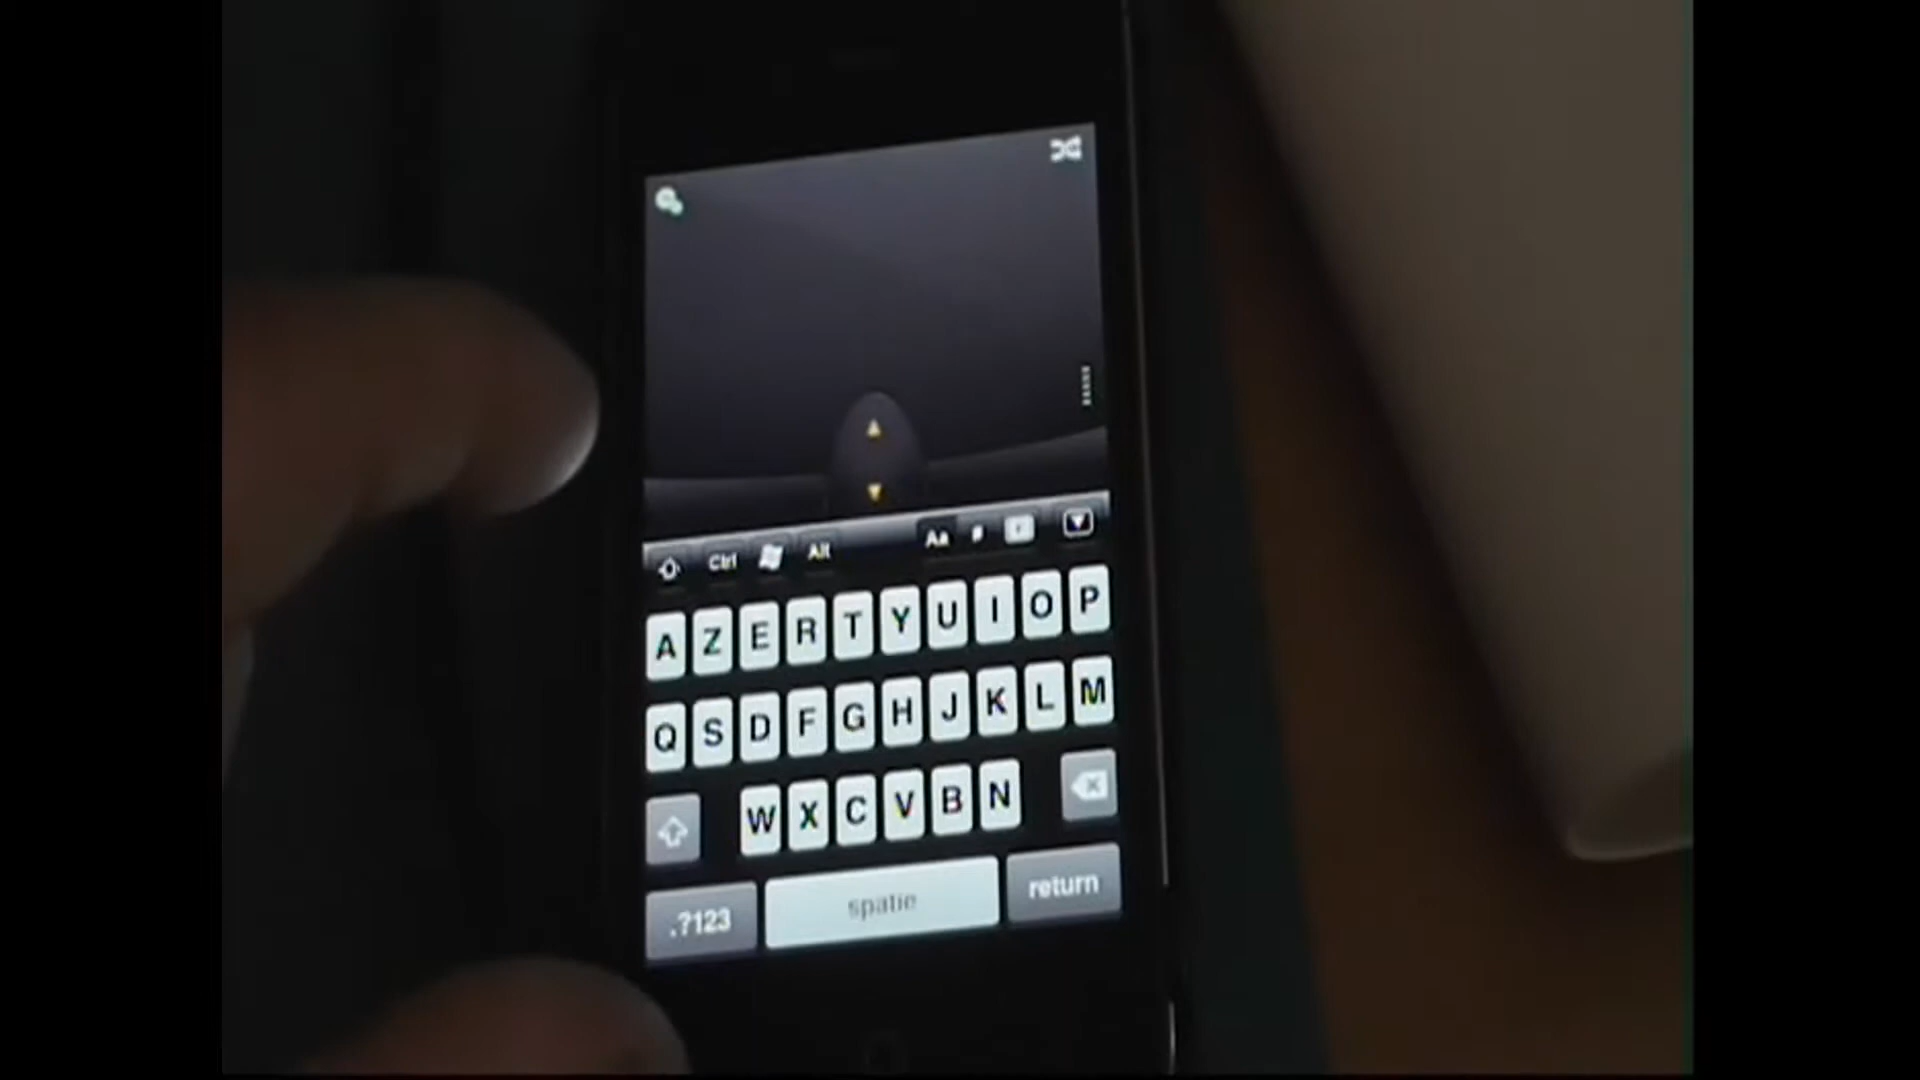 Ctrl Alt Aa #
A Z E R T Y U I O P
Q S D F G H J K L M
W X C V B N
.?123 spatie return